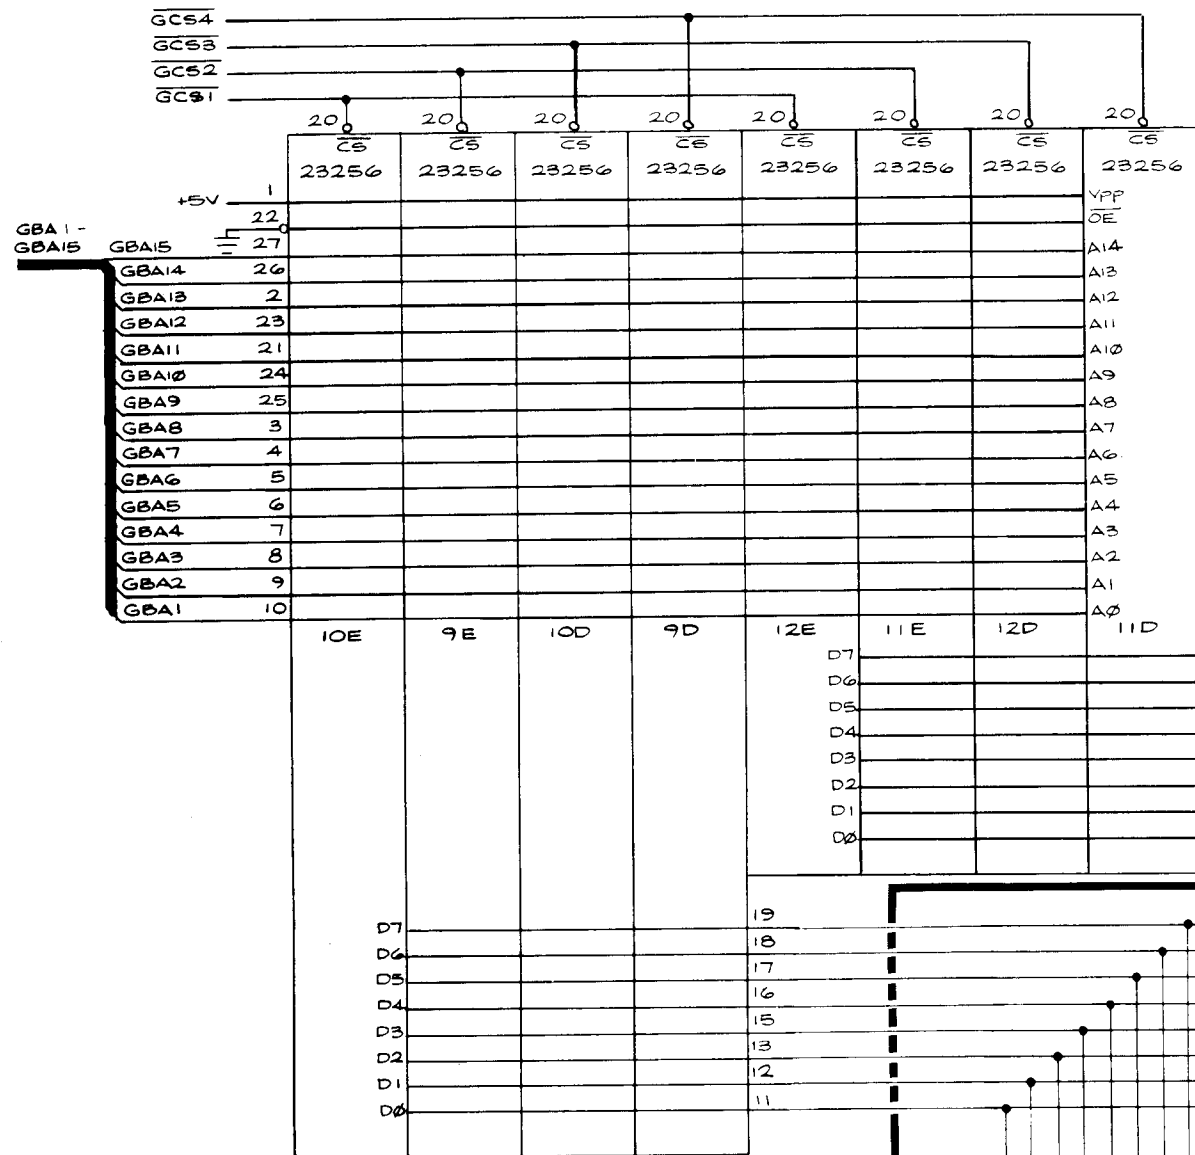 GCS4
GCS3
GCS2
GCS1
20 20 20 20 20 20 20 20
CS CS CS CS CS CS CS CS
23256 23256 23256 23256 23256 23256 23256 23256
+5V 1 VPP
22 OE
GBA1-
GBA15 GBA15 27 A14
GBA14 26 A13
GBA13 2 A12
GBA12 23 A11
GBA11 21 A1Ø
GBA1Ø 24 A9
GBA9 25 A8
GBA8 3 A7
GBA7 4 A6
GBA6 5 A5
GBA5 6 A4
GBA4 7 A3
GBA3 8 A2
GBA2 9 A1
GBA1 10 AØ
10E 9E 10D 9D 12E 11E 12D 11D
D7
D6
D5
D4
D3
D2
D1
DØ
D7 19
D6 18
D5 17
D4 16
D3 15
D2 13
D1 12
DØ 11